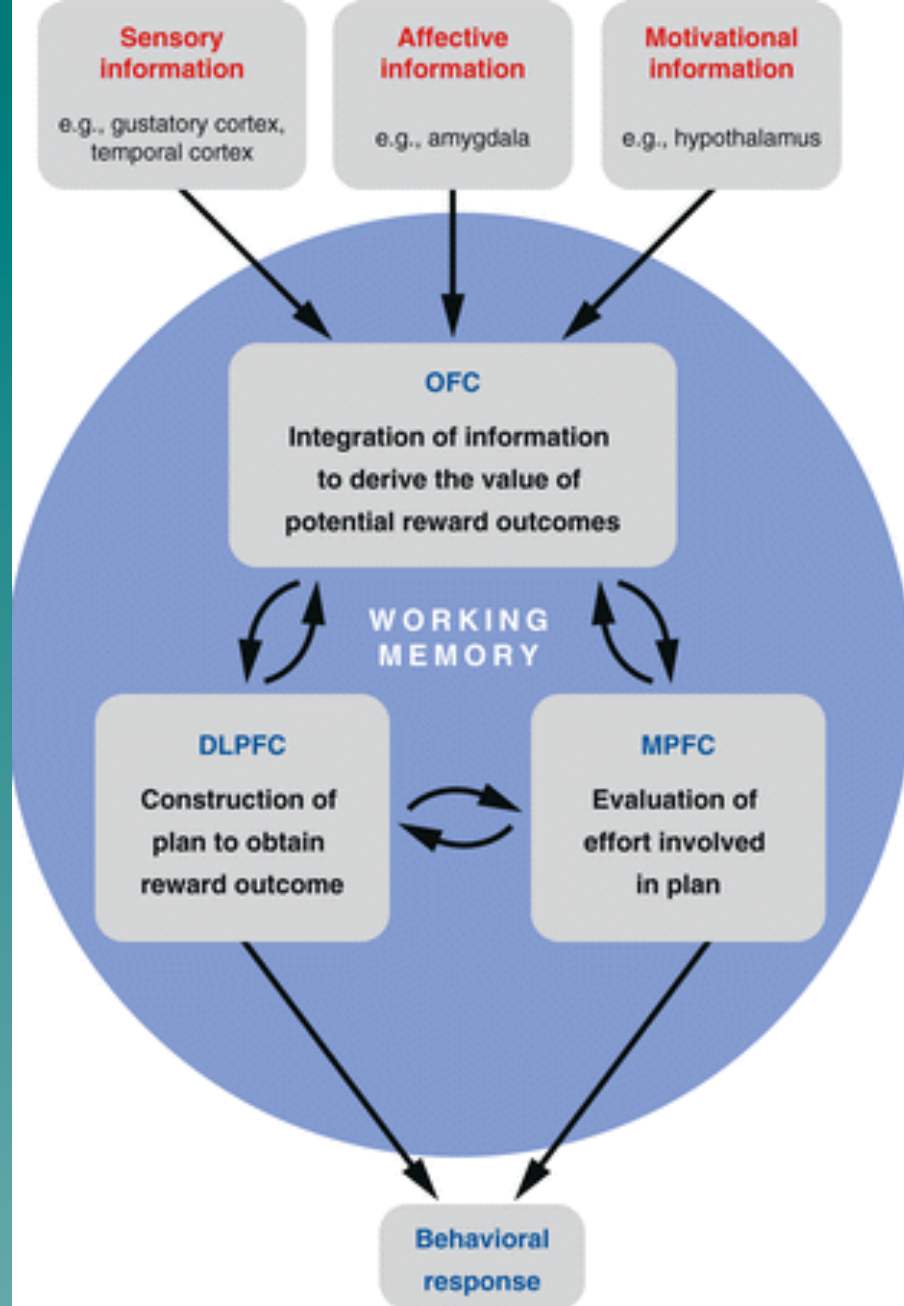 Sensory
information
e.g., gustatory cortex,
temporal cortex
Affective
information
e.g., amygdala
Motivational
information
e.g., hypothalamus
OFC
Integration of information
to derive the value of
potential reward outcomes
WORKING
MEMORY
DLPFC
Construction of
plan to obtain
reward outcome
MPFC
Evaluation of
effort involved
in plan
Behavioral
response